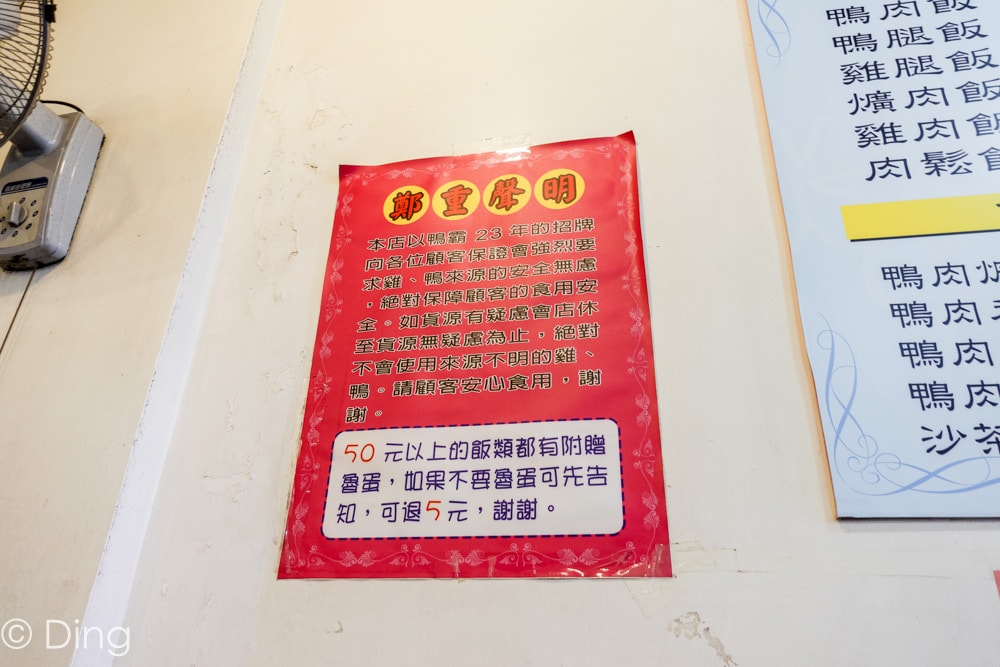 鄭重聲明
本店以鴨霸 23 年的招牌
向各位顧客保證會強烈要
求雞、鴨來源的安全無慮
，絕對保障顧客的食用安
全。如貨源有疑慮會店休
至貨源無疑慮為止，絕對
不會使用來源不明的雞、
鴨。請顧客安心食用，謝
謝。
50 元以上的飯類都有附贈
魯蛋，如果不要魯蛋可先告
知，可退5元，謝謝。
鴨肉飯
鴨腿飯
雞腿飯
爌肉飯
雞肉飯
肉鬆飯
鴨肉焿
鴨肉
鴨肉
鴨肉
沙茶
© Ding